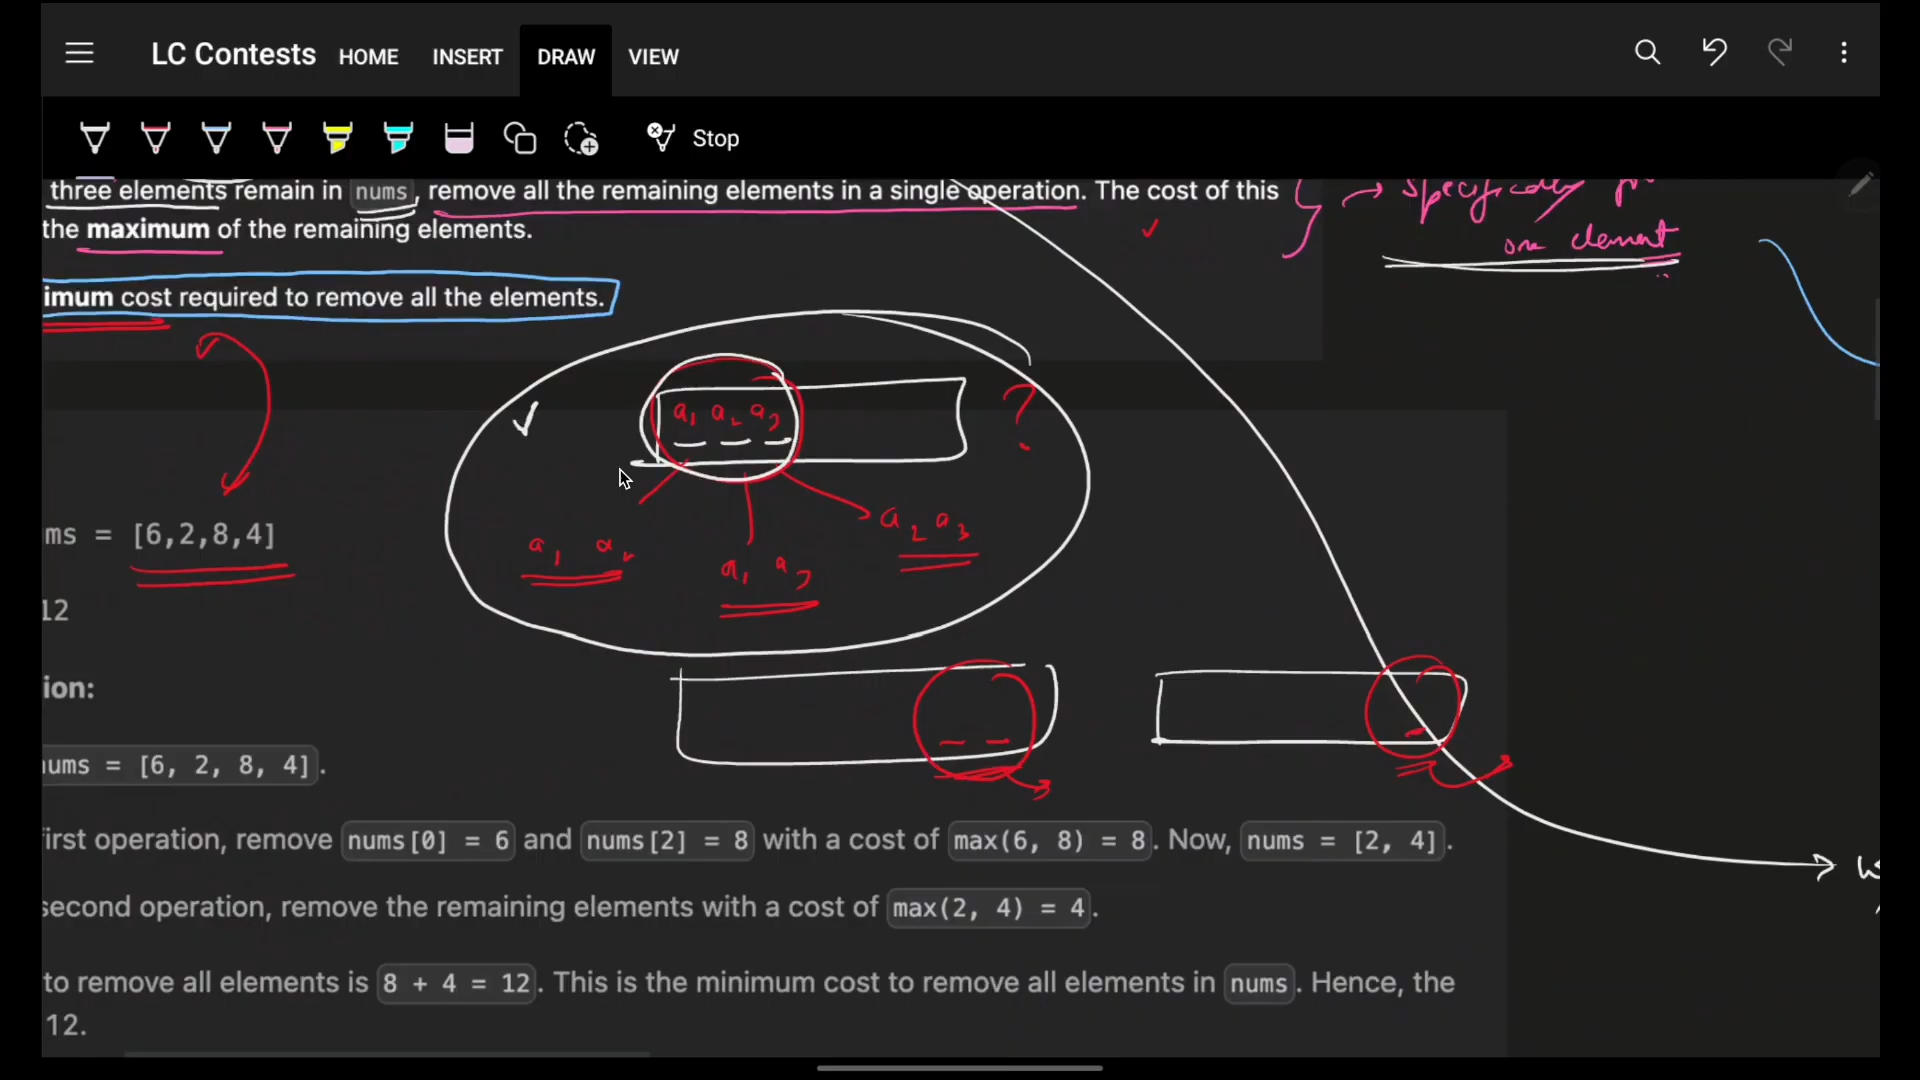 LC Contests HOME INSERT DRAW VIEW
Stop
three elements remain in nums, remove all the remaining elements in a single operation. The cost of this
the maximum of the remaining elements.
specifically
one element
imum cost required to remove all the elements.
a1 a2 a3 ?
ms = [6,2,8,4]
a1 a2 a1 a3 a2 a3
12
ion:
nums = [6, 2, 8, 4].
first operation, remove nums[0] = 6 and nums[2] = 8 with a cost of max(6, 8) = 8. Now, nums = [2, 4].
second operation, remove the remaining elements with a cost of max(2, 4) = 4.
to remove all elements is 8 + 4 = 12. This is the minimum cost to remove all elements in nums. Hence, the
12.